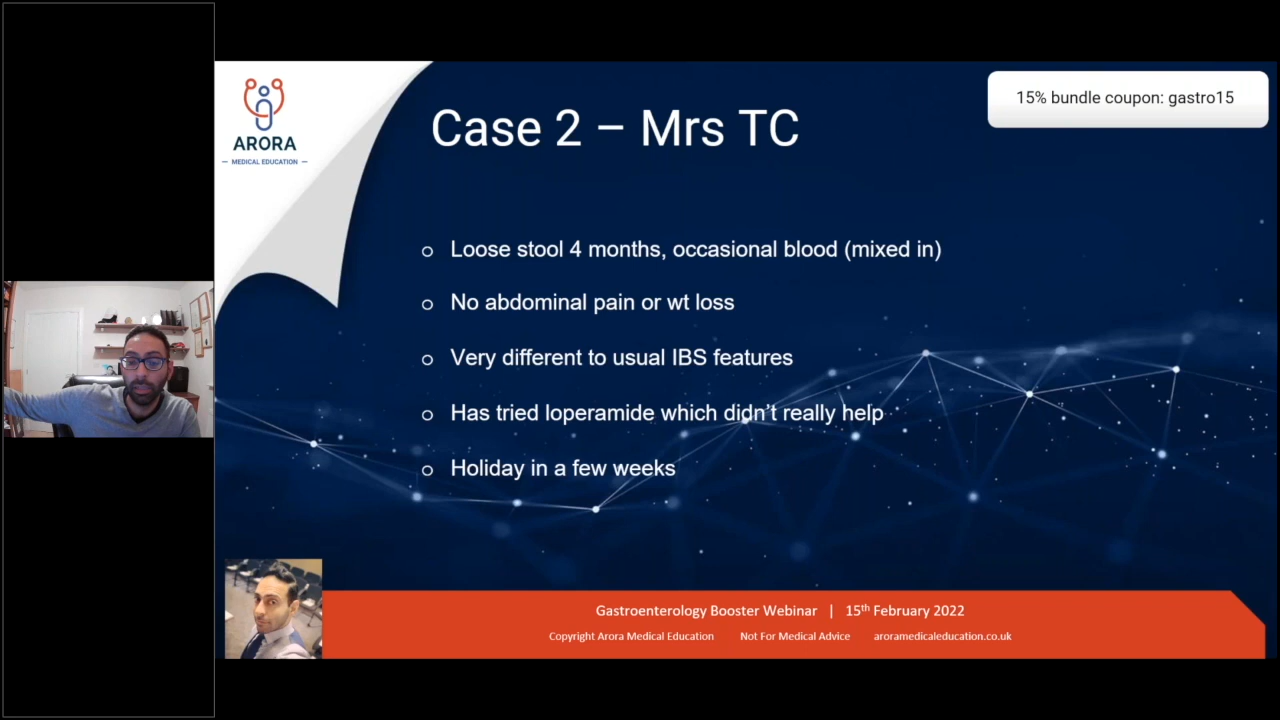 ARORA
— MEDICAL EDUCATION —
15% bundle coupon: gastro15
Case 2 – Mrs TC
o Loose stool 4 months, occasional blood (mixed in)
o No abdominal pain or wt loss
o Very different to usual IBS features
o Has tried loperamide which didn't really help
o Holiday in a few weeks
Gastroenterology Booster Webinar | 15th February 2022
Copyright Arora Medical Education Not For Medical Advice aroramedicaleducation.co.uk